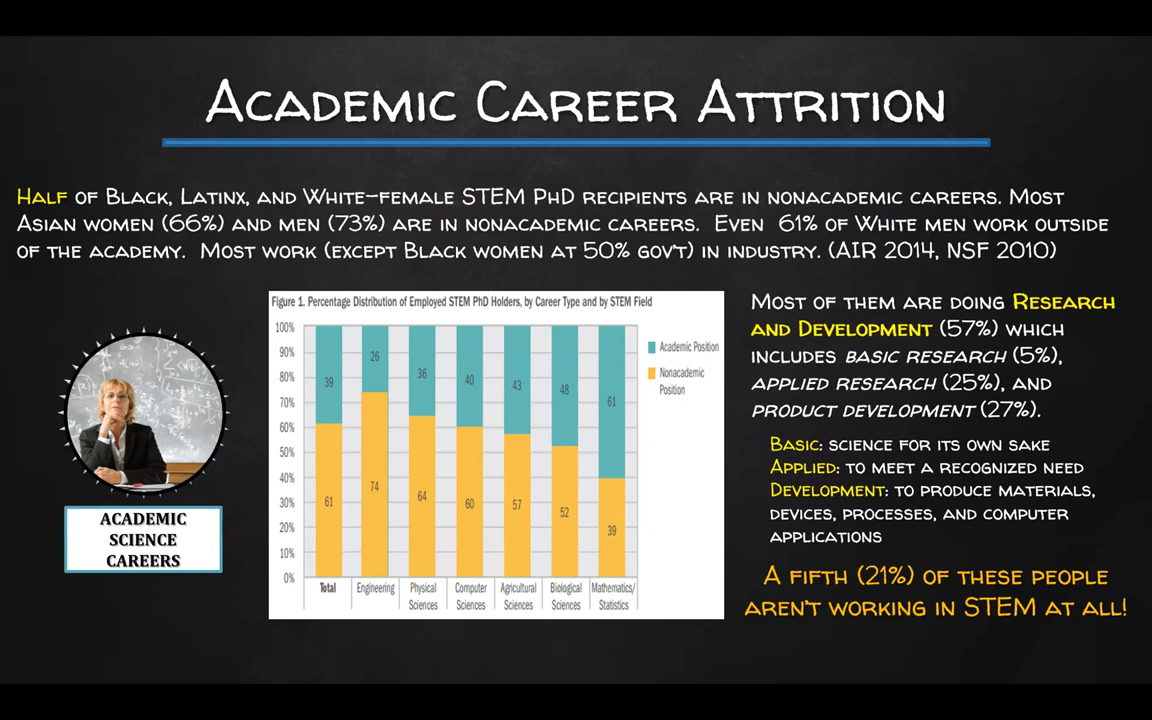 Academic Career Attrition
Half of Black, Latinx, and White-female STEM PhD recipients are in nonacademic careers. Most
Asian women (66%) and men (73%) are in nonacademic careers. Even 61% of White men work outside
of the academy. Most work (except Black women at 50% gov't) in industry. (AIR 2014, NSF 2010)
Figure 1. Percentage Distribution of Employed STEM PhD Holders, by Career Type and by STEM Field
100%
90%
80%
70%
60%
50%
40%
30%
20%
10%
0%
39
26
36
40
43
48
61
61
74
64
60
57
52
39
Total
Engineering
Physical
Sciences
Computer
Sciences
Agricultural
Sciences
Biological
Sciences
Mathematics/
Statistics
Academic Position
Nonacademic
Position
ACADEMIC
SCIENCE
CAREERS
Most of them are doing Research
and Development (57%) which
includes basic research (5%),
applied research (25%), and
product development (27%).
Basic: science for its own sake
Applied: to meet a recognized need
Development: to produce materials,
devices, processes, and computer
applications
A fifth (21%) of these people
aren't working in STEM at all!